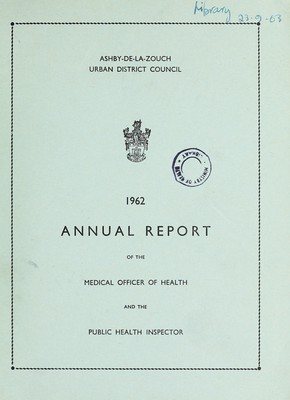 Library
23-9-63
ASHBY-DE-LA-ZOUCH
URBAN DISTRICT COUNCIL
1962
ANNUAL REPORT
OF THE
MEDICAL OFFICER OF HEALTH
AND THE
PUBLIC HEALTH INSPECTOR